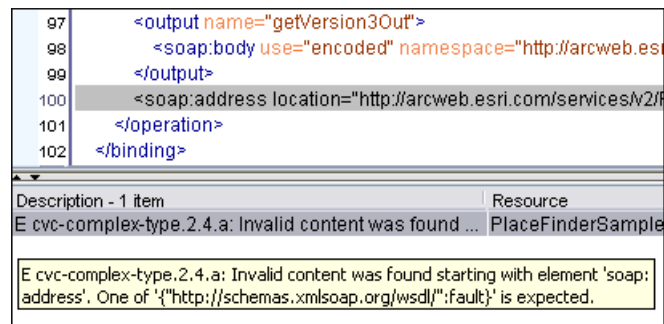 97 <output name="getVersion3Out">
98 <soap:body use="encoded" namespace="http://arcweb.esri
99 </output>
100 <soap:address location="http://arcweb.esri.com/services/v2/
101 </operation>
102 </binding>
Description - 1 item Resource
E cvc-complex-type.2.4.a: Invalid content was found ... PlaceFinderSample
E cvc-complex-type.2.4.a: Invalid content was found starting with element 'soap:
address'. One of '{"http://schemas.xmlsoap.org/wsdl/":fault}' is expected.